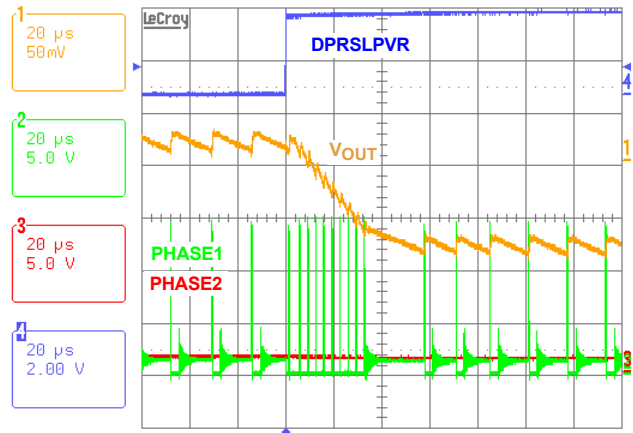 1
20 µs
50mV
2
20 µs
5.0 V
3
20 µs
5.0 V
4
20 µs
2.00 V
LeCroy
DPRSLPVR
4
VOUT
1
PHASE1
PHASE2
3